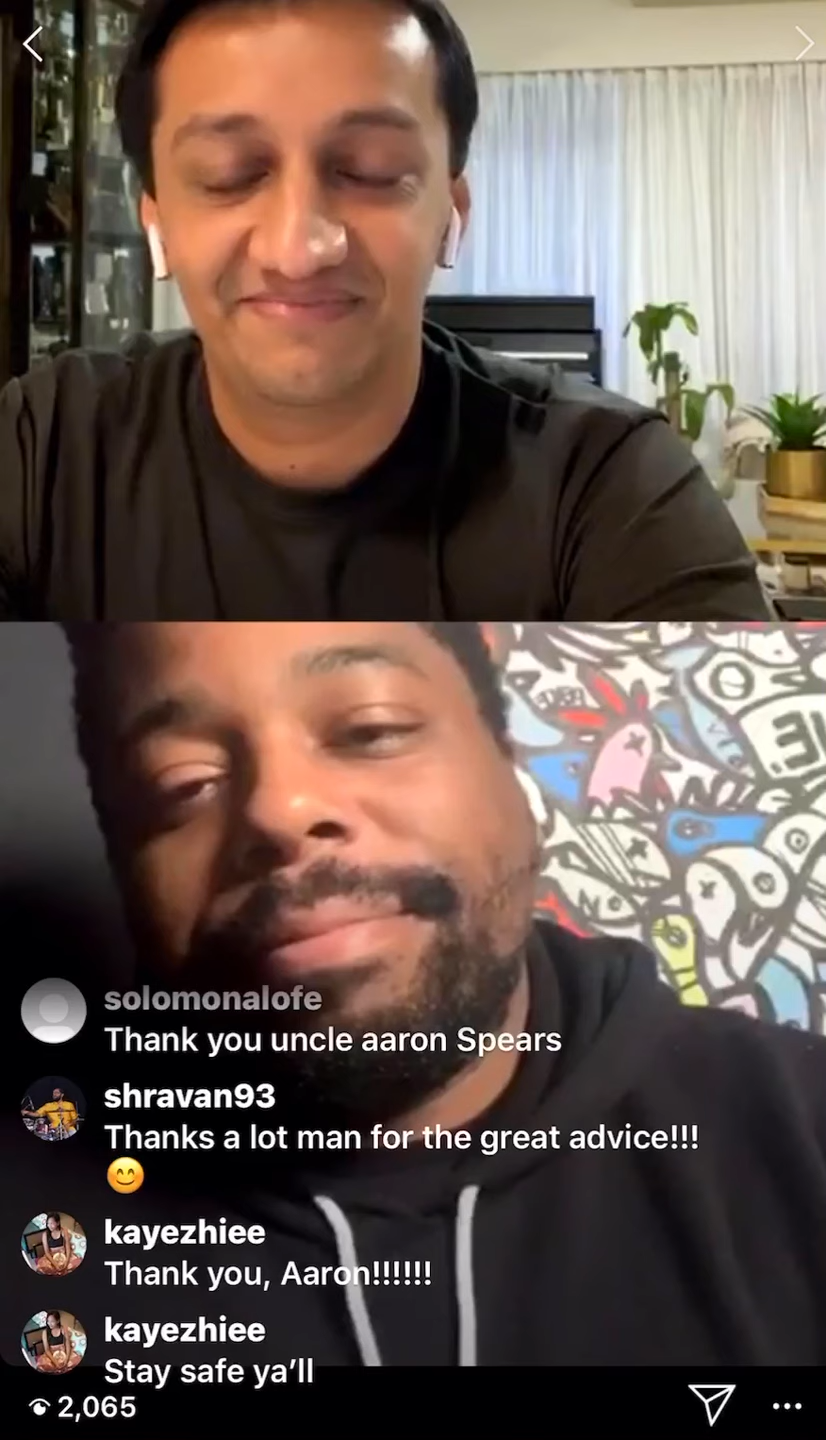 solomonalofe
Thank you uncle aaron Spears
shravan93
Thanks a lot man for the great advice!!!
😊
kayezhiee
Thank you, Aaron!!!!!!
kayezhiee
Stay safe ya’ll
2,065